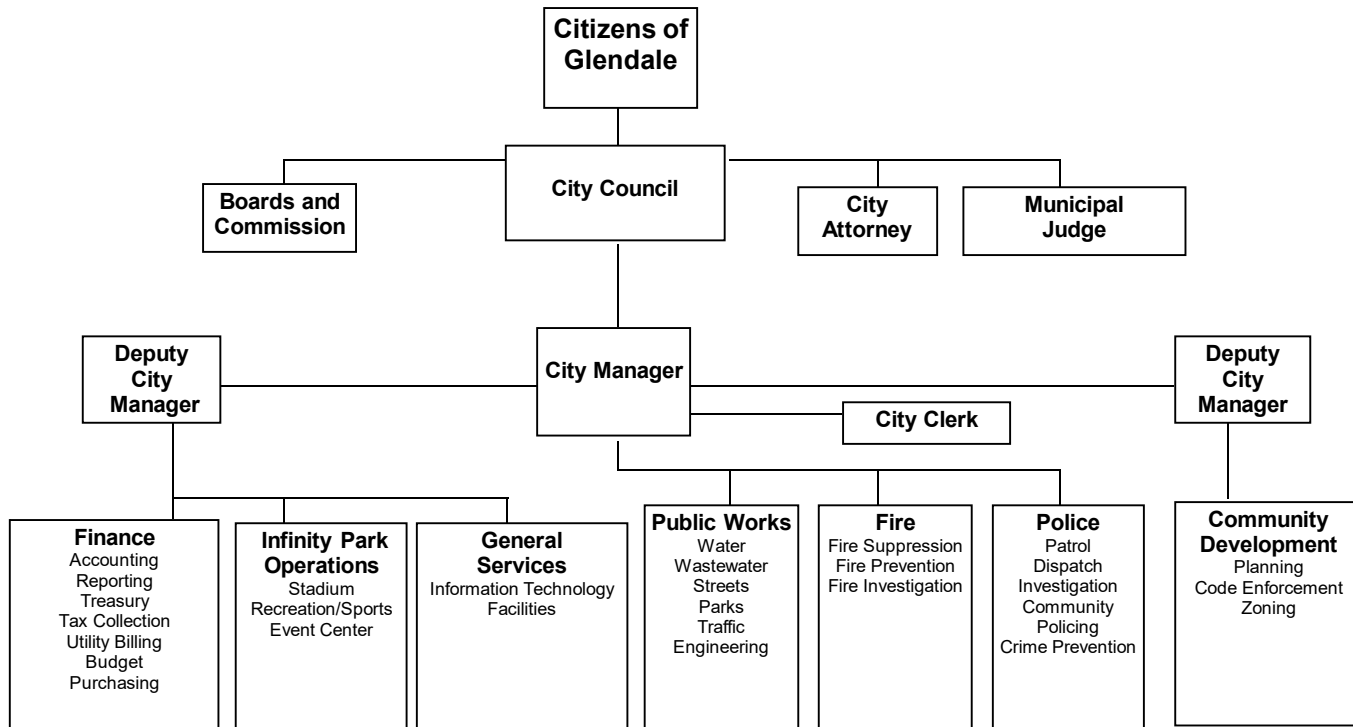 Citizens of
Glendale
City Council
Boards and
Commission
City
Attorney
Municipal
Judge
Deputy
City
Manager
City Manager
Deputy
City
Manager
City Clerk
Finance
Accounting
Reporting
Treasury
Tax Collection
Utility Billing
Budget
Purchasing
Infinity Park
Operations
Stadium
Recreation/Sports
Event Center
General
Services
Information Technology
Facilities
Public Works
Water
Wastewater
Streets
Parks
Traffic
Engineering
Fire
Fire Suppression
Fire Prevention
Fire Investigation
Police
Patrol
Dispatch
Investigation
Community
Policing
Crime Prevention
Community
Development
Planning
Code Enforcement
Zoning